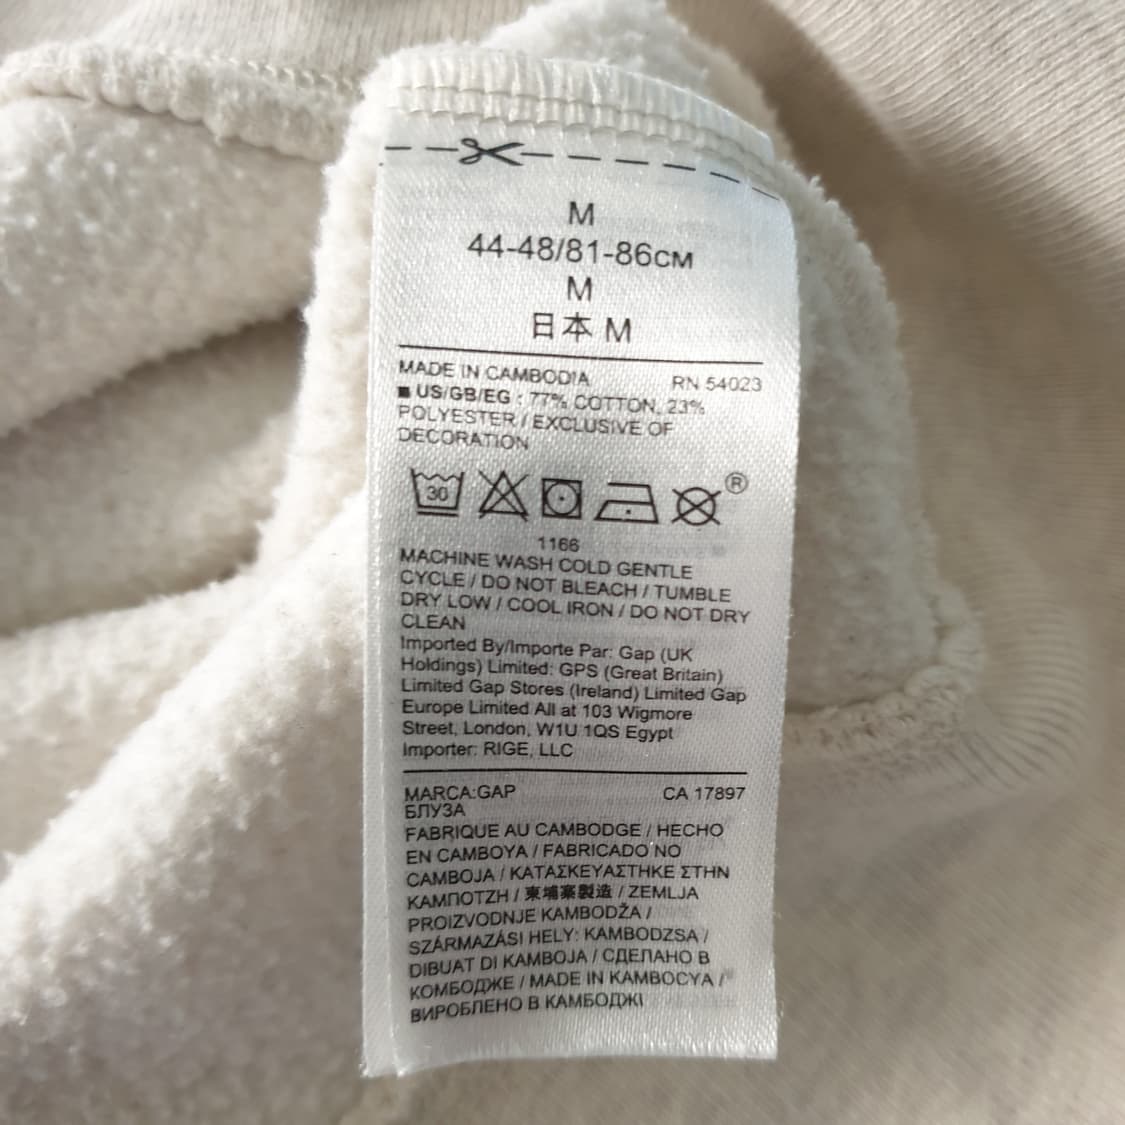 M
44-48/81-86CM
M
日本 M
MADE IN CAMBODIA RN 54023
■ US/GB/EG : 77% COTTON, 23%
POLYESTER / EXCLUSIVE OF
DECORATION
30 ®
1166
MACHINE WASH COLD GENTLE
CYCLE / DO NOT BLEACH / TUMBLE
DRY LOW / COOL IRON / DO NOT DRY
CLEAN
Imported By/Importe Par: Gap (UK
Holdings) Limited: GPS (Great Britain)
Limited Gap Stores (Ireland) Limited Gap
Europe Limited All at 103 Wigmore
Street, London, W1U 1QS Egypt
Importer: RIGE, LLC
MARCA:GAP CA 17897
БЛУЗА
FABRIQUE AU CAMBODGE / HECHO
EN CAMBOYA / FABRICADO NO
CAMBOJA / ΚΑΤΑΣΚΕΥΑΣΤΗΚΕ ΣΤΗΝ
ΚΑΜΠΟΤΖΗ / 柬埔寨製造 / ZEMLJA
PROIZVODNJE KAMBODŽA /
SZÁRMAZÁSI HELY: KAMBODZSA /
DIBUAT DI KAMBOJA / СДЕЛАНО В
КОМБОДЖЕ / MADE IN KAMBOCYA /
ВИРОБЛЕНО В КАМБОДЖІ